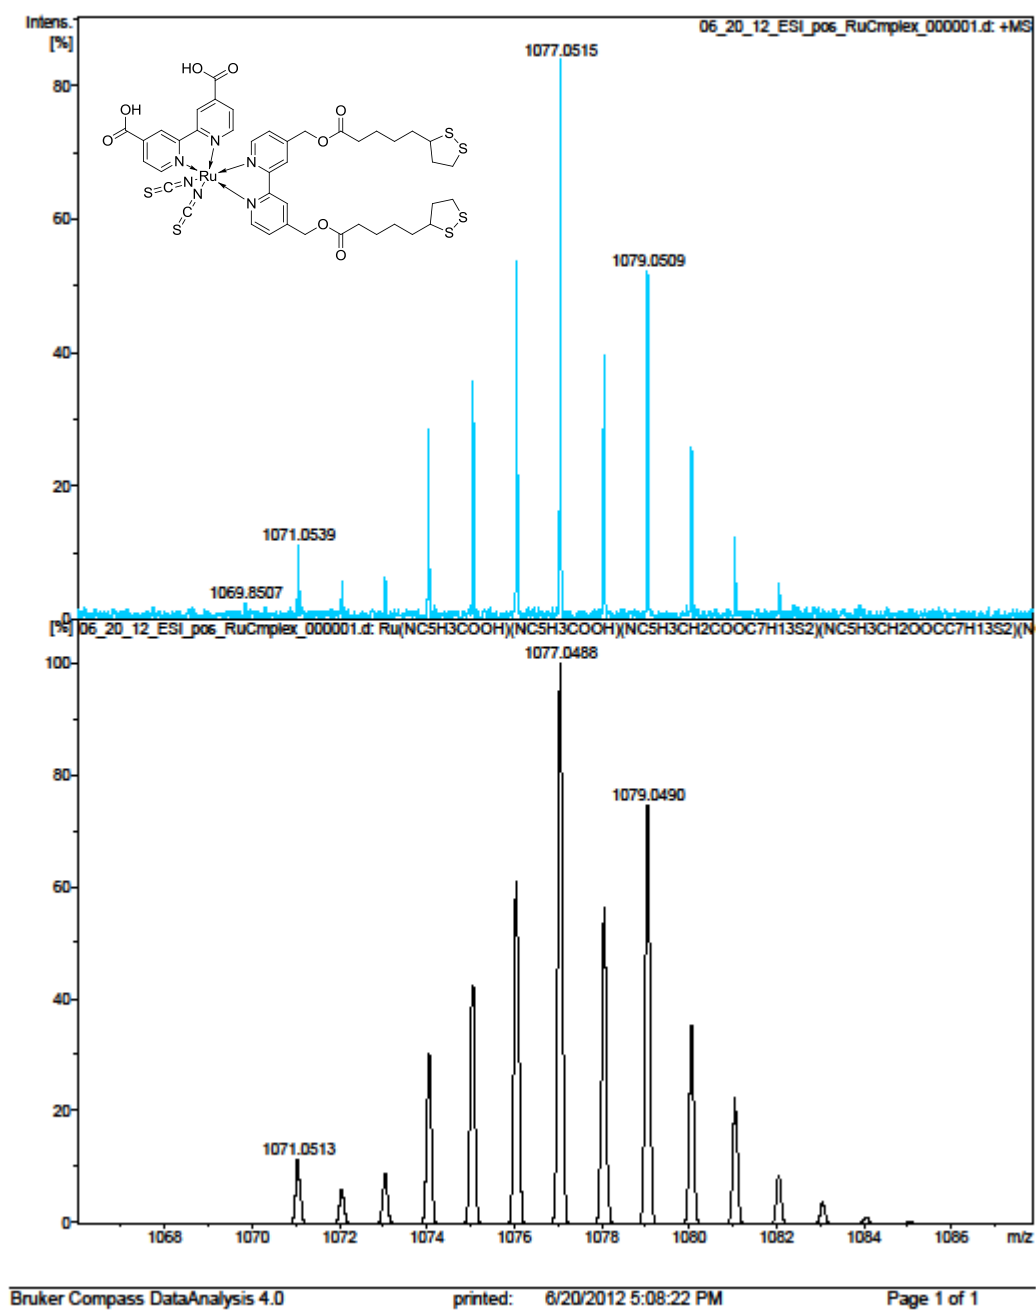 Intens.
[%]
06_20_12_ESI_pos_RuCmplex_000001.d: +MS
1077.0515
80
HO
O
OH
O
N
N
Ru
S=C=N
N
C
S
N
N
O
O
S
S
O
O
S
S
60
1079.0509
40
20
1071.0539
1069.8507
0
[%] 06_20_12_ESI_pos_RuCmplex_000001.d: Ru(NC5H3COOH)(NC5H3COOH)(NC5H3CH2COOC7H13S2)(NC5H3CH2OOCC7H13S2)(N
1077.0488
100
80
1079.0490
60
40
20
1071.0513
0
1068 1070 1072 1074 1076 1078 1080 1082 1084 1086 m/z
Bruker Compass DataAnalysis 4.0 printed: 6/20/2012 5:08:22 PM Page 1 of 1